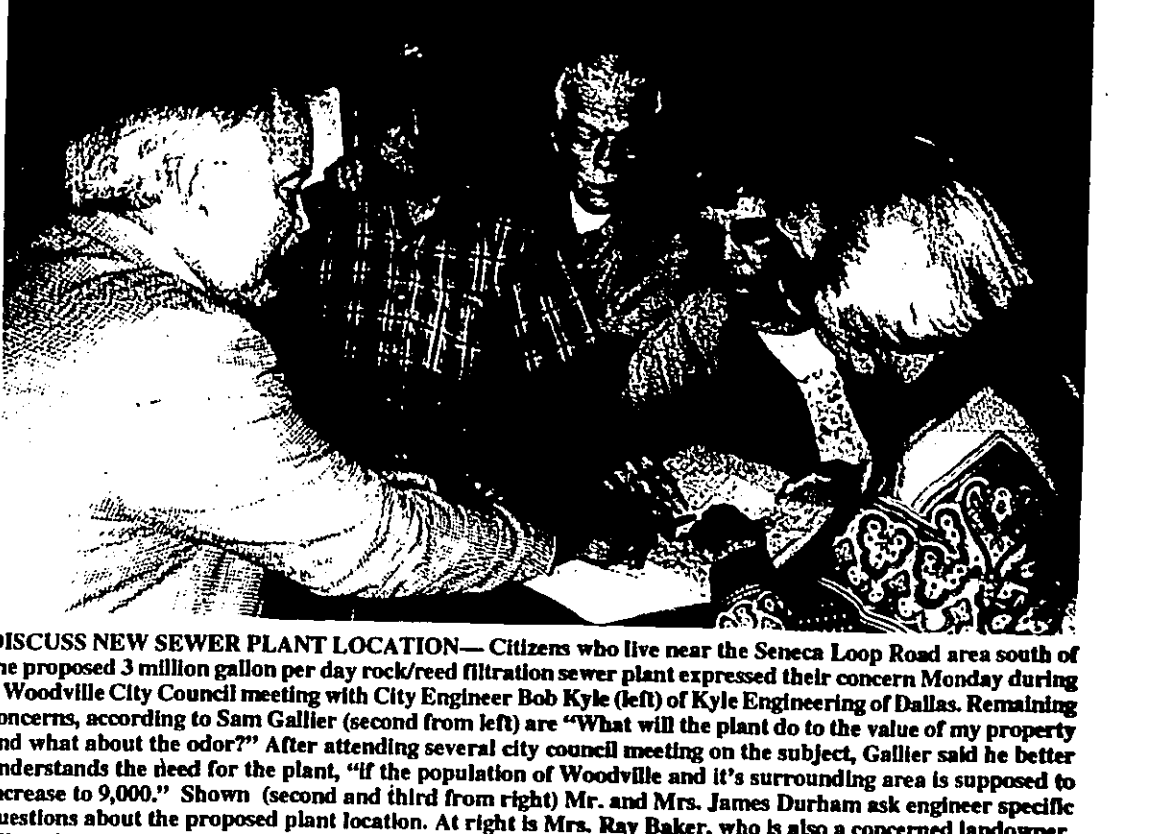 DISCUSS NEW SEWER PLANT LOCATION— Citizens who live near the Seneca Loop Road area south of
he proposed 3 million gallon per day rock/reed filtration sewer plant expressed their concern Monday during
Woodville City Council meeting with City Engineer Bob Kyle (left) of Kyle Engineering of Dallas. Remaining
oncerns, according to Sam Gallier (second from left) are “What will the plant do to the value of my property
nd what about the odor?” After attending several city council meeting on the subject, Gallier said he better
nderstands the need for the plant, “if the population of Woodville and it's surrounding area is supposed to
ncrease to 9,000.” Shown (second and third from right) Mr. and Mrs. James Durham ask engineer specific
uestions about the proposed plant location. At right is Mrs. Ray Baker, who is also a concerned landowner.